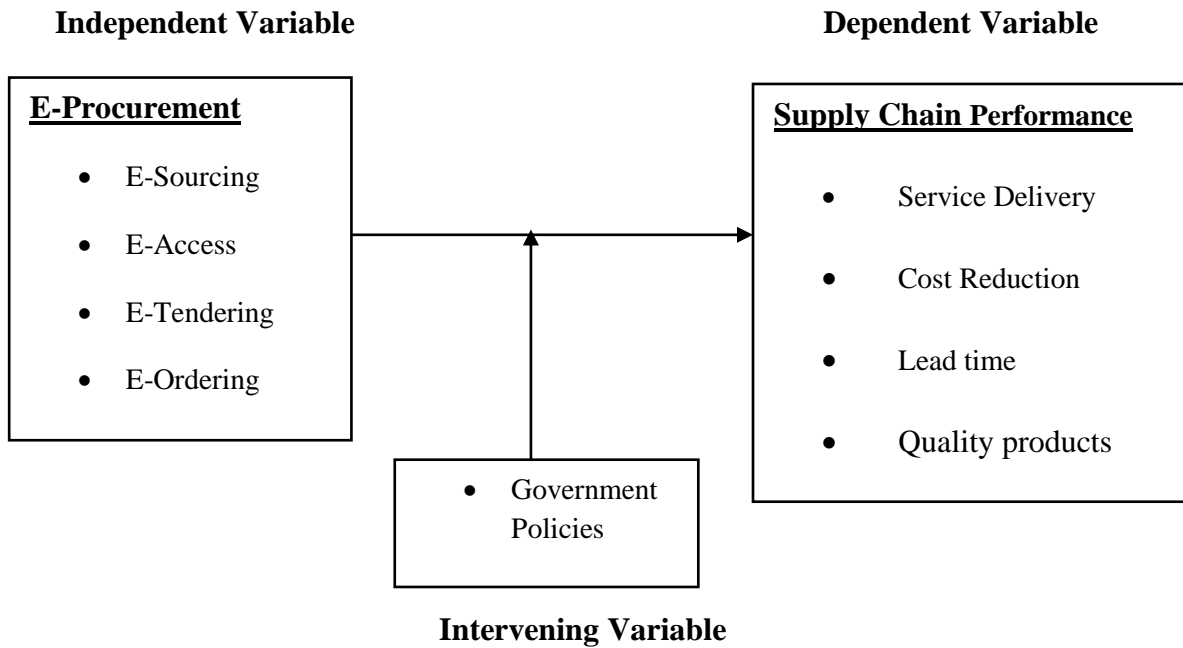 Independent Variable
Dependent Variable
E-Procurement
• E-Sourcing
• E-Access
• E-Tendering
• E-Ordering
Supply Chain Performance
• Service Delivery
• Cost Reduction
• Lead time
• Quality products
• Government
Policies
Intervening Variable